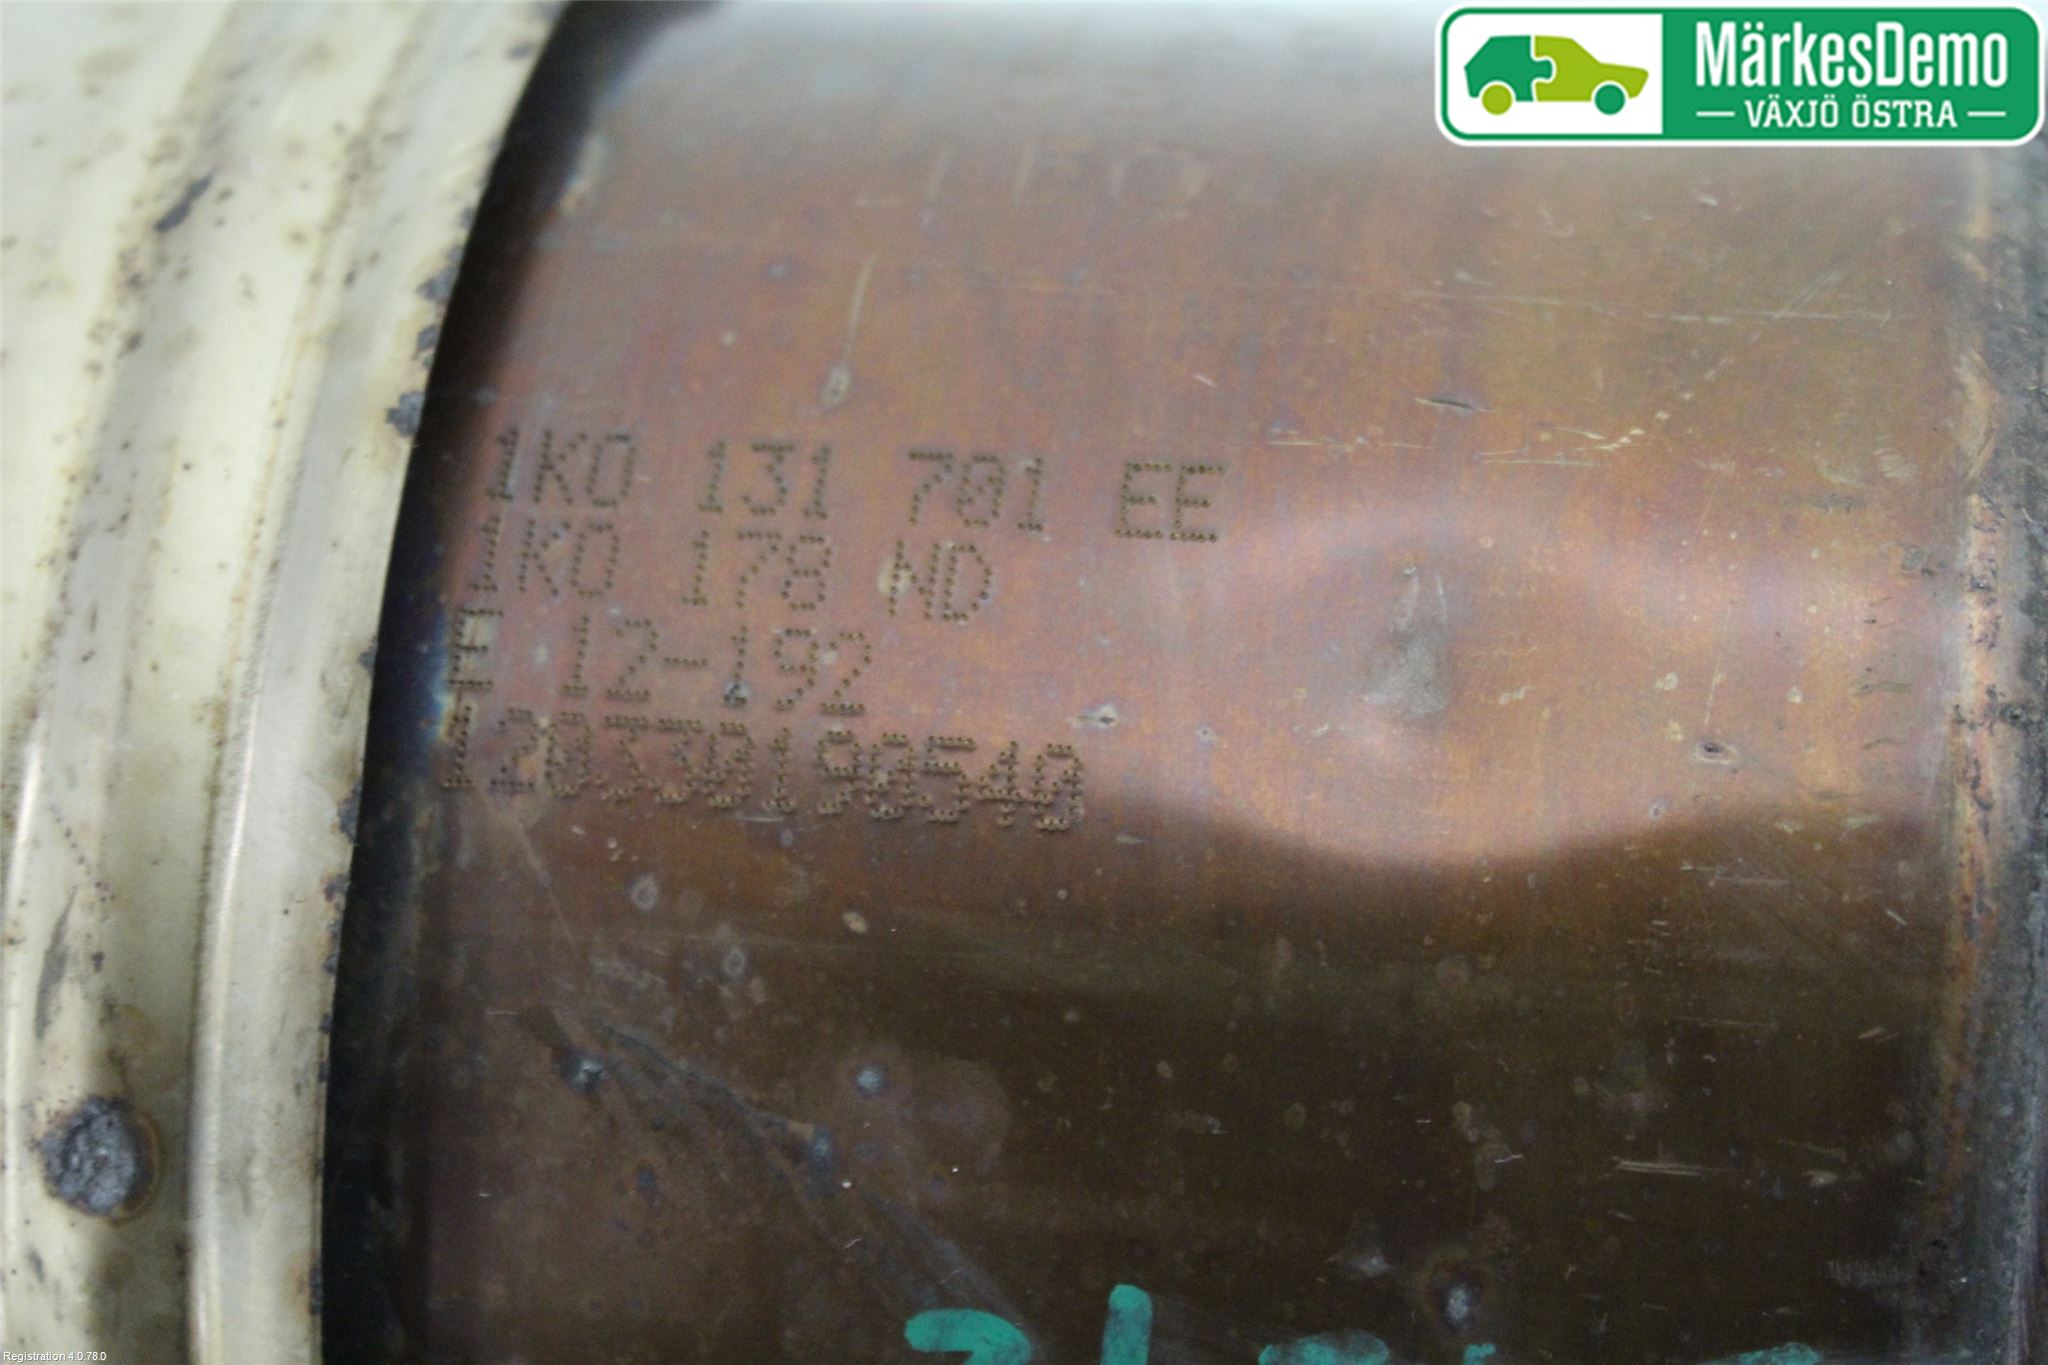 MärkesDemo
VÄXJÖ ÖSTRA
1K0 131 701 EE
1K0 178 ND
E 12-192
120330190540
Registration 4.0.78.0